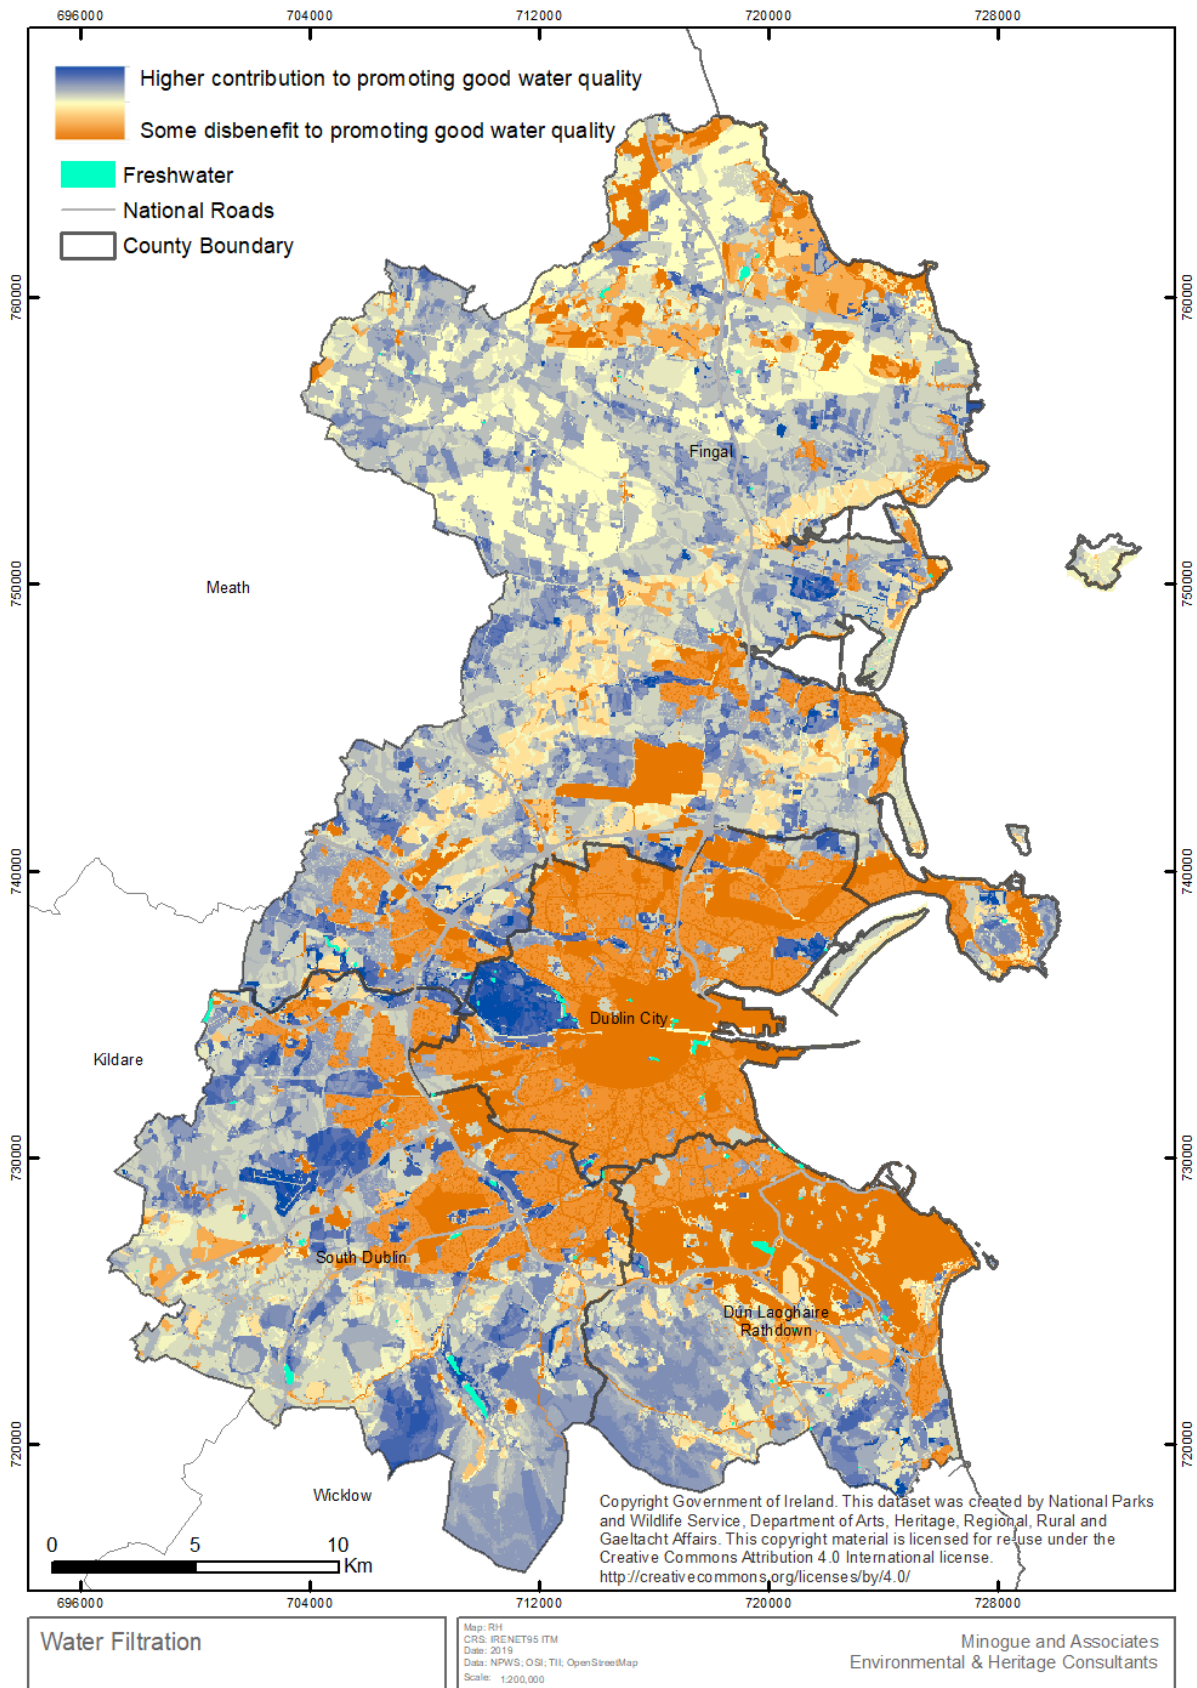 696000 704000 712000 720000 728000
Higher contribution to promoting good water quality
Some disbenefit to promoting good water quality
Freshwater
National Roads
County Boundary
760000 760000
Fingal
750000 750000
Meath
740000 740000
Dublin City
Kildare
730000 730000
South Dublin
Dún Laoghaire
Rathdown
720000 720000
Wicklow
Copyright Government of Ireland. This dataset was created by National Parks
and Wildlife Service, Department of Arts, Heritage, Regional, Rural and
Gaeltacht Affairs. This copyright material is licensed for re-use under the
Creative Commons Attribution 4.0 International license.
http://creativecommons.org/licenses/by/4.0/
0 5 10
Km
696000 704000 712000 720000 728000
Water Filtration
Map: RH
CRS: IRENET95 ITM
Date: 2019
Data: NPWS; OSI; TII; OpenStreetMap
Scale: 1:200,000
Minogue and Associates
Environmental & Heritage Consultants